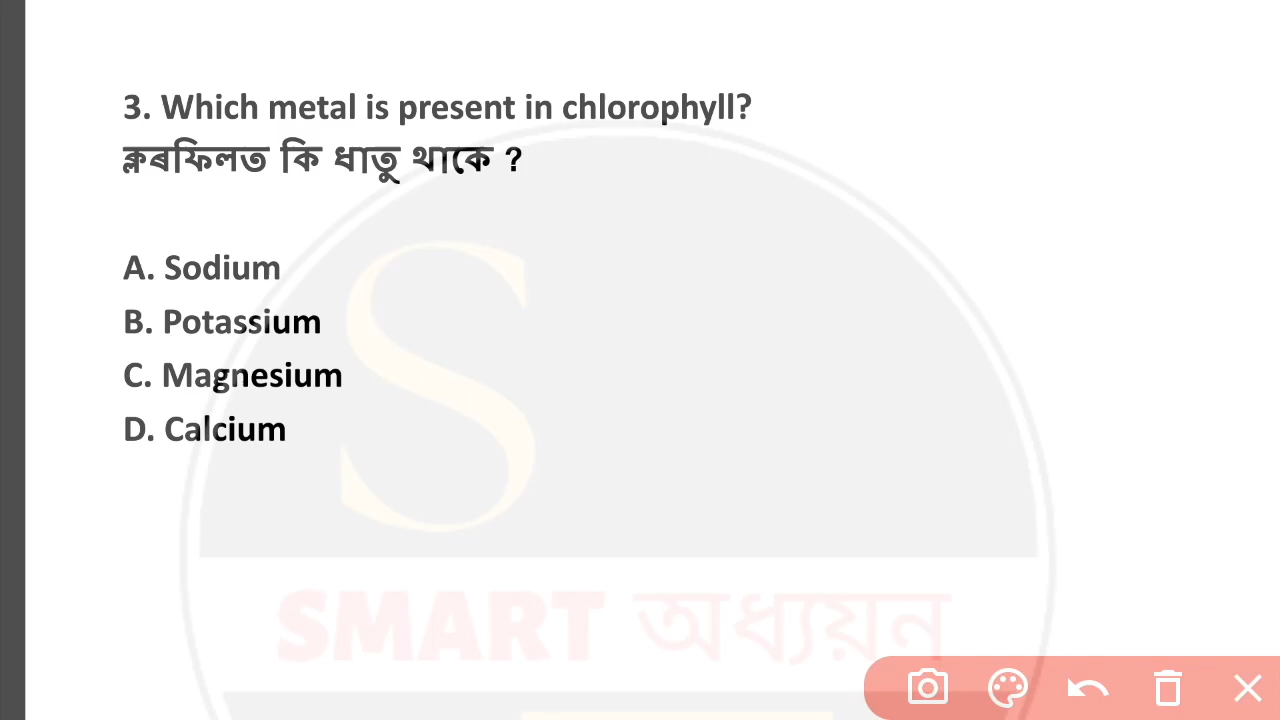 3. Which metal is present in chlorophyll?
ক্লৰফিলত কি ধাতু থাকে ?
A. Sodium
B. Potassium
C. Magnesium
D. Calcium
S
SMART অধ্যয়ন